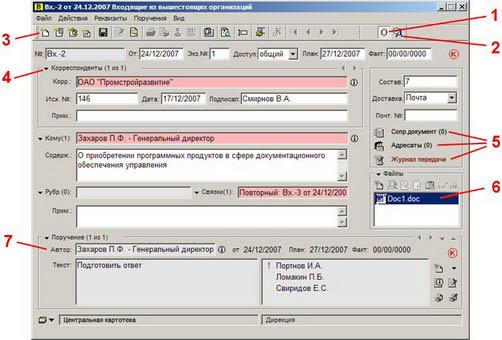 Вх.-2 от 24.12.2007 Входящие из вышестоящих организаций
Файл Действия Реквизиты Поручения Вид
1
2
3
О
№: Вх.-2 От: 24/12/2007 Экз.№: 1 Доступ: общий План: 27/12/2007 Факт: 00/00/0000
К
4
Корреспонденты (1 из 1)
Корр.: ОАО "Промстройразвитие"
Исх. №: 146 Дата: 17/12/2007 Подписал: Смирнов В.А.
Прим.:
Состав: 7
Доставка: Почта
Почт. №:
Сопр.документ (0)
Адресаты (0)
Журнал передачи
5
Кому(1): Захаров П.Ф. - Генеральный директор
Содерж.: О приобретении программных продуктов в сфере документационного
обеспечения управления
Рубр.(0): Связки(1): Повторный: Вх.-3 от 24/12/200
Прим.:
Файлы
Doc1.doc
6
7
Поручение (1 из 1)
Автор: Захаров П.Ф. - Генеральный директор от 24/12/2007 План: 27/12/2007 Факт: 00/00/0000
К
Текст: Подготовить ответ
! Портнов И.А.
Ломакин П.Б.
Свиридов Е.С.
Центральная картотека
Дирекция